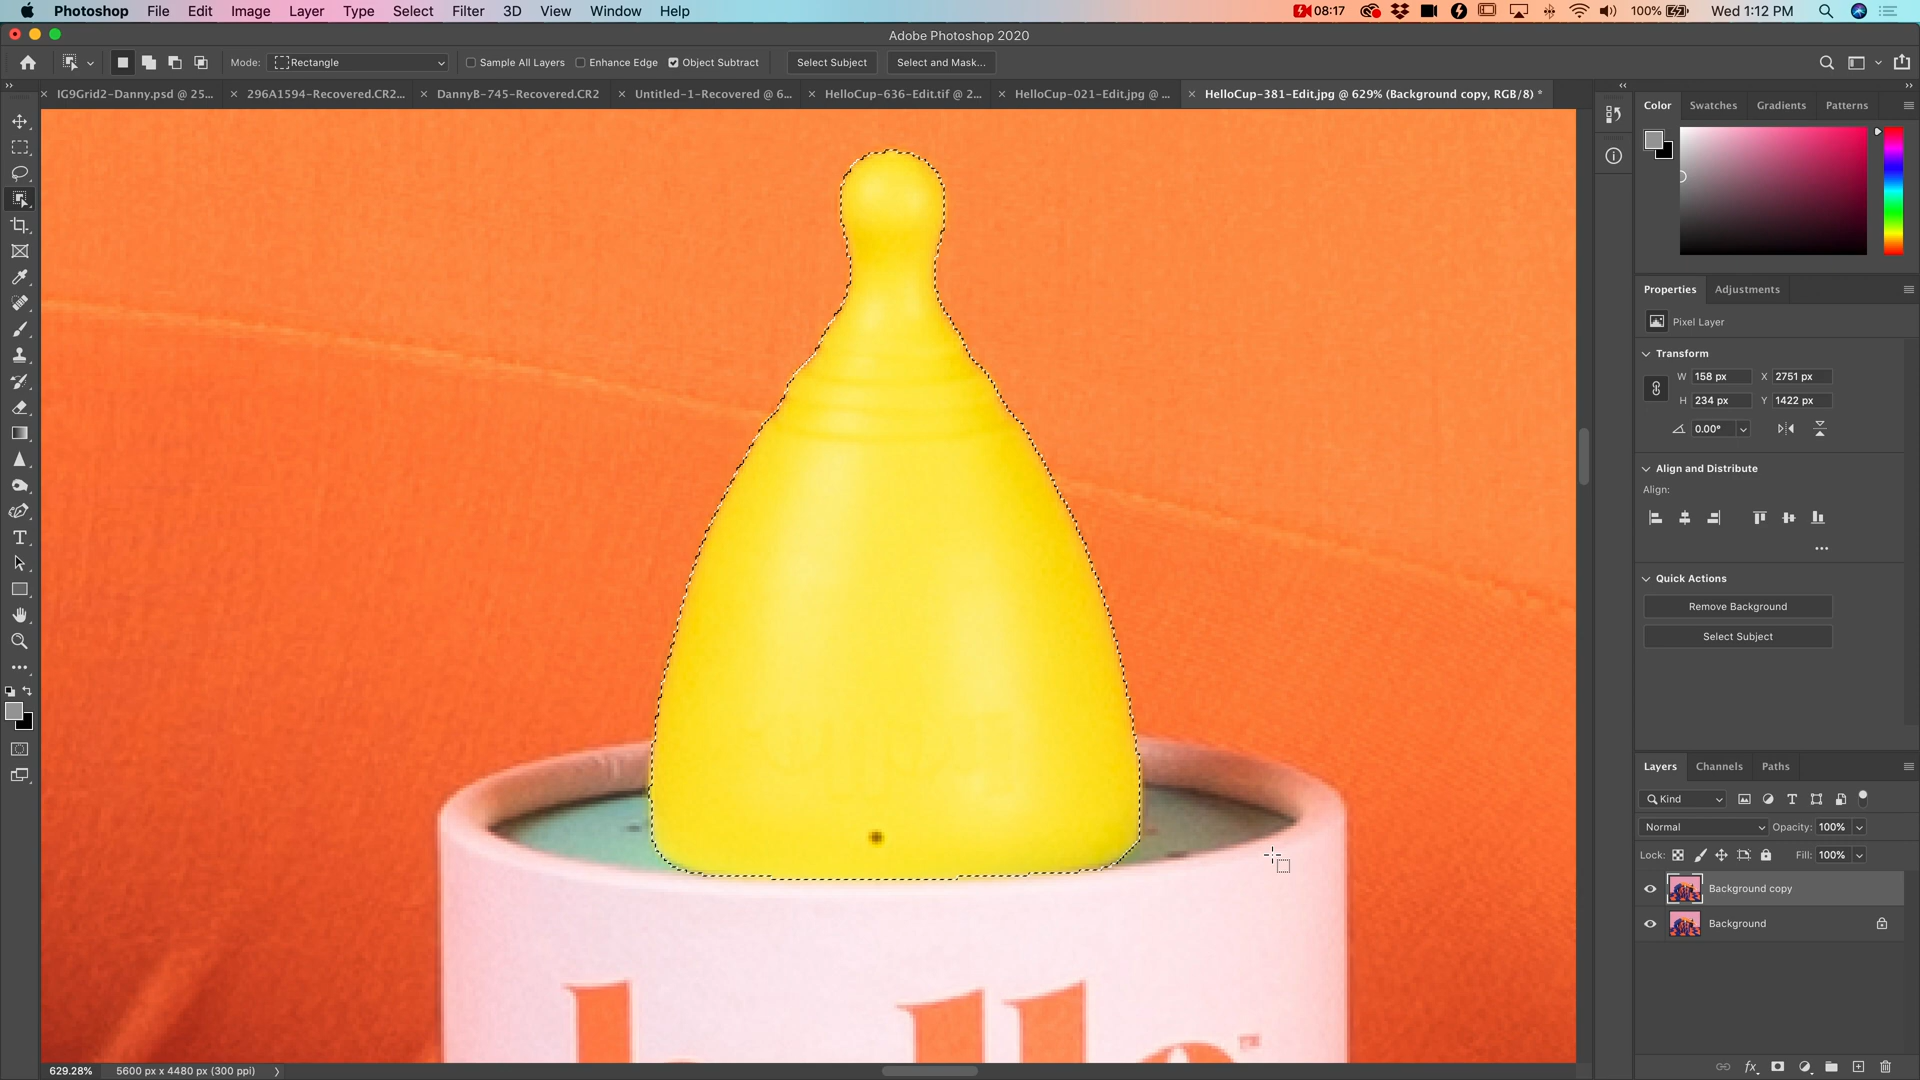 Photoshop File Edit Image Layer Type Select Filter 3D View Window Help 08:17 100% Wed 1:12 PM
Adobe Photoshop 2020
Mode: Rectangle Sample All Layers Enhance Edge Object Subtract Select Subject Select and Mask...
IG9Grid2-Danny.psd @ 25... 296A1594-Recovered.CR2... DannyB-745-Recovered.CR2 Untitled-1-Recovered @ 6... HelloCup-636-Edit.tif @ 2... HelloCup-021-Edit.jpg @ ... HelloCup-381-Edit.jpg @ 629% (Background copy, RGB/8) *
Color Swatches Gradients Patterns
Properties Adjustments
Pixel Layer
Transform
W 158 px X 2751 px
H 234 px Y 1422 px
0.00°
Align and Distribute
Align:
Quick Actions
Remove Background
Select Subject
Layers Channels Paths
Kind
Normal Opacity: 100%
Lock: Fill: 100%
Background copy
Background
hello™
629.28% 5600 px x 4480 px (300 ppi)